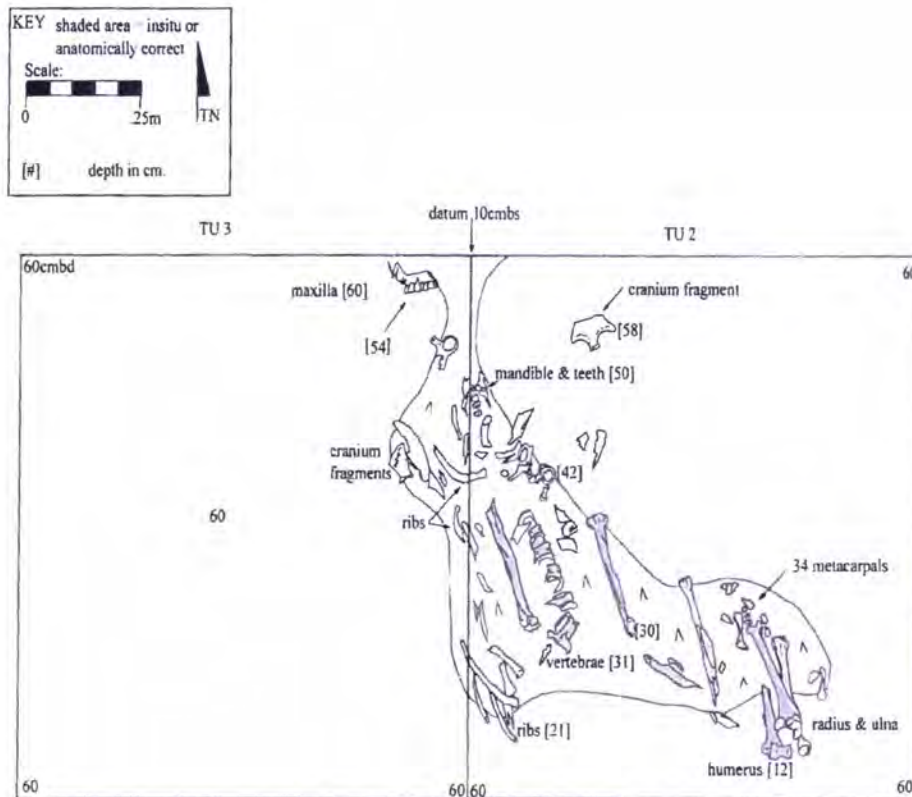 KEY shaded area - insitu or
anatomically correct
Scale:
0 .25m
TN
[#] depth in cm.
datum 10cmbs
TU 3
TU 2
60cmbd
60
maxilla [60]
cranium fragment
[54]
[58]
mandible & teeth [50]
cranium
fragments
[42]
60
ribs
34 metacarpals
[30]
vertebrae [31]
ribs [21]
radius & ulna
humerus [12]
60
60 60
60